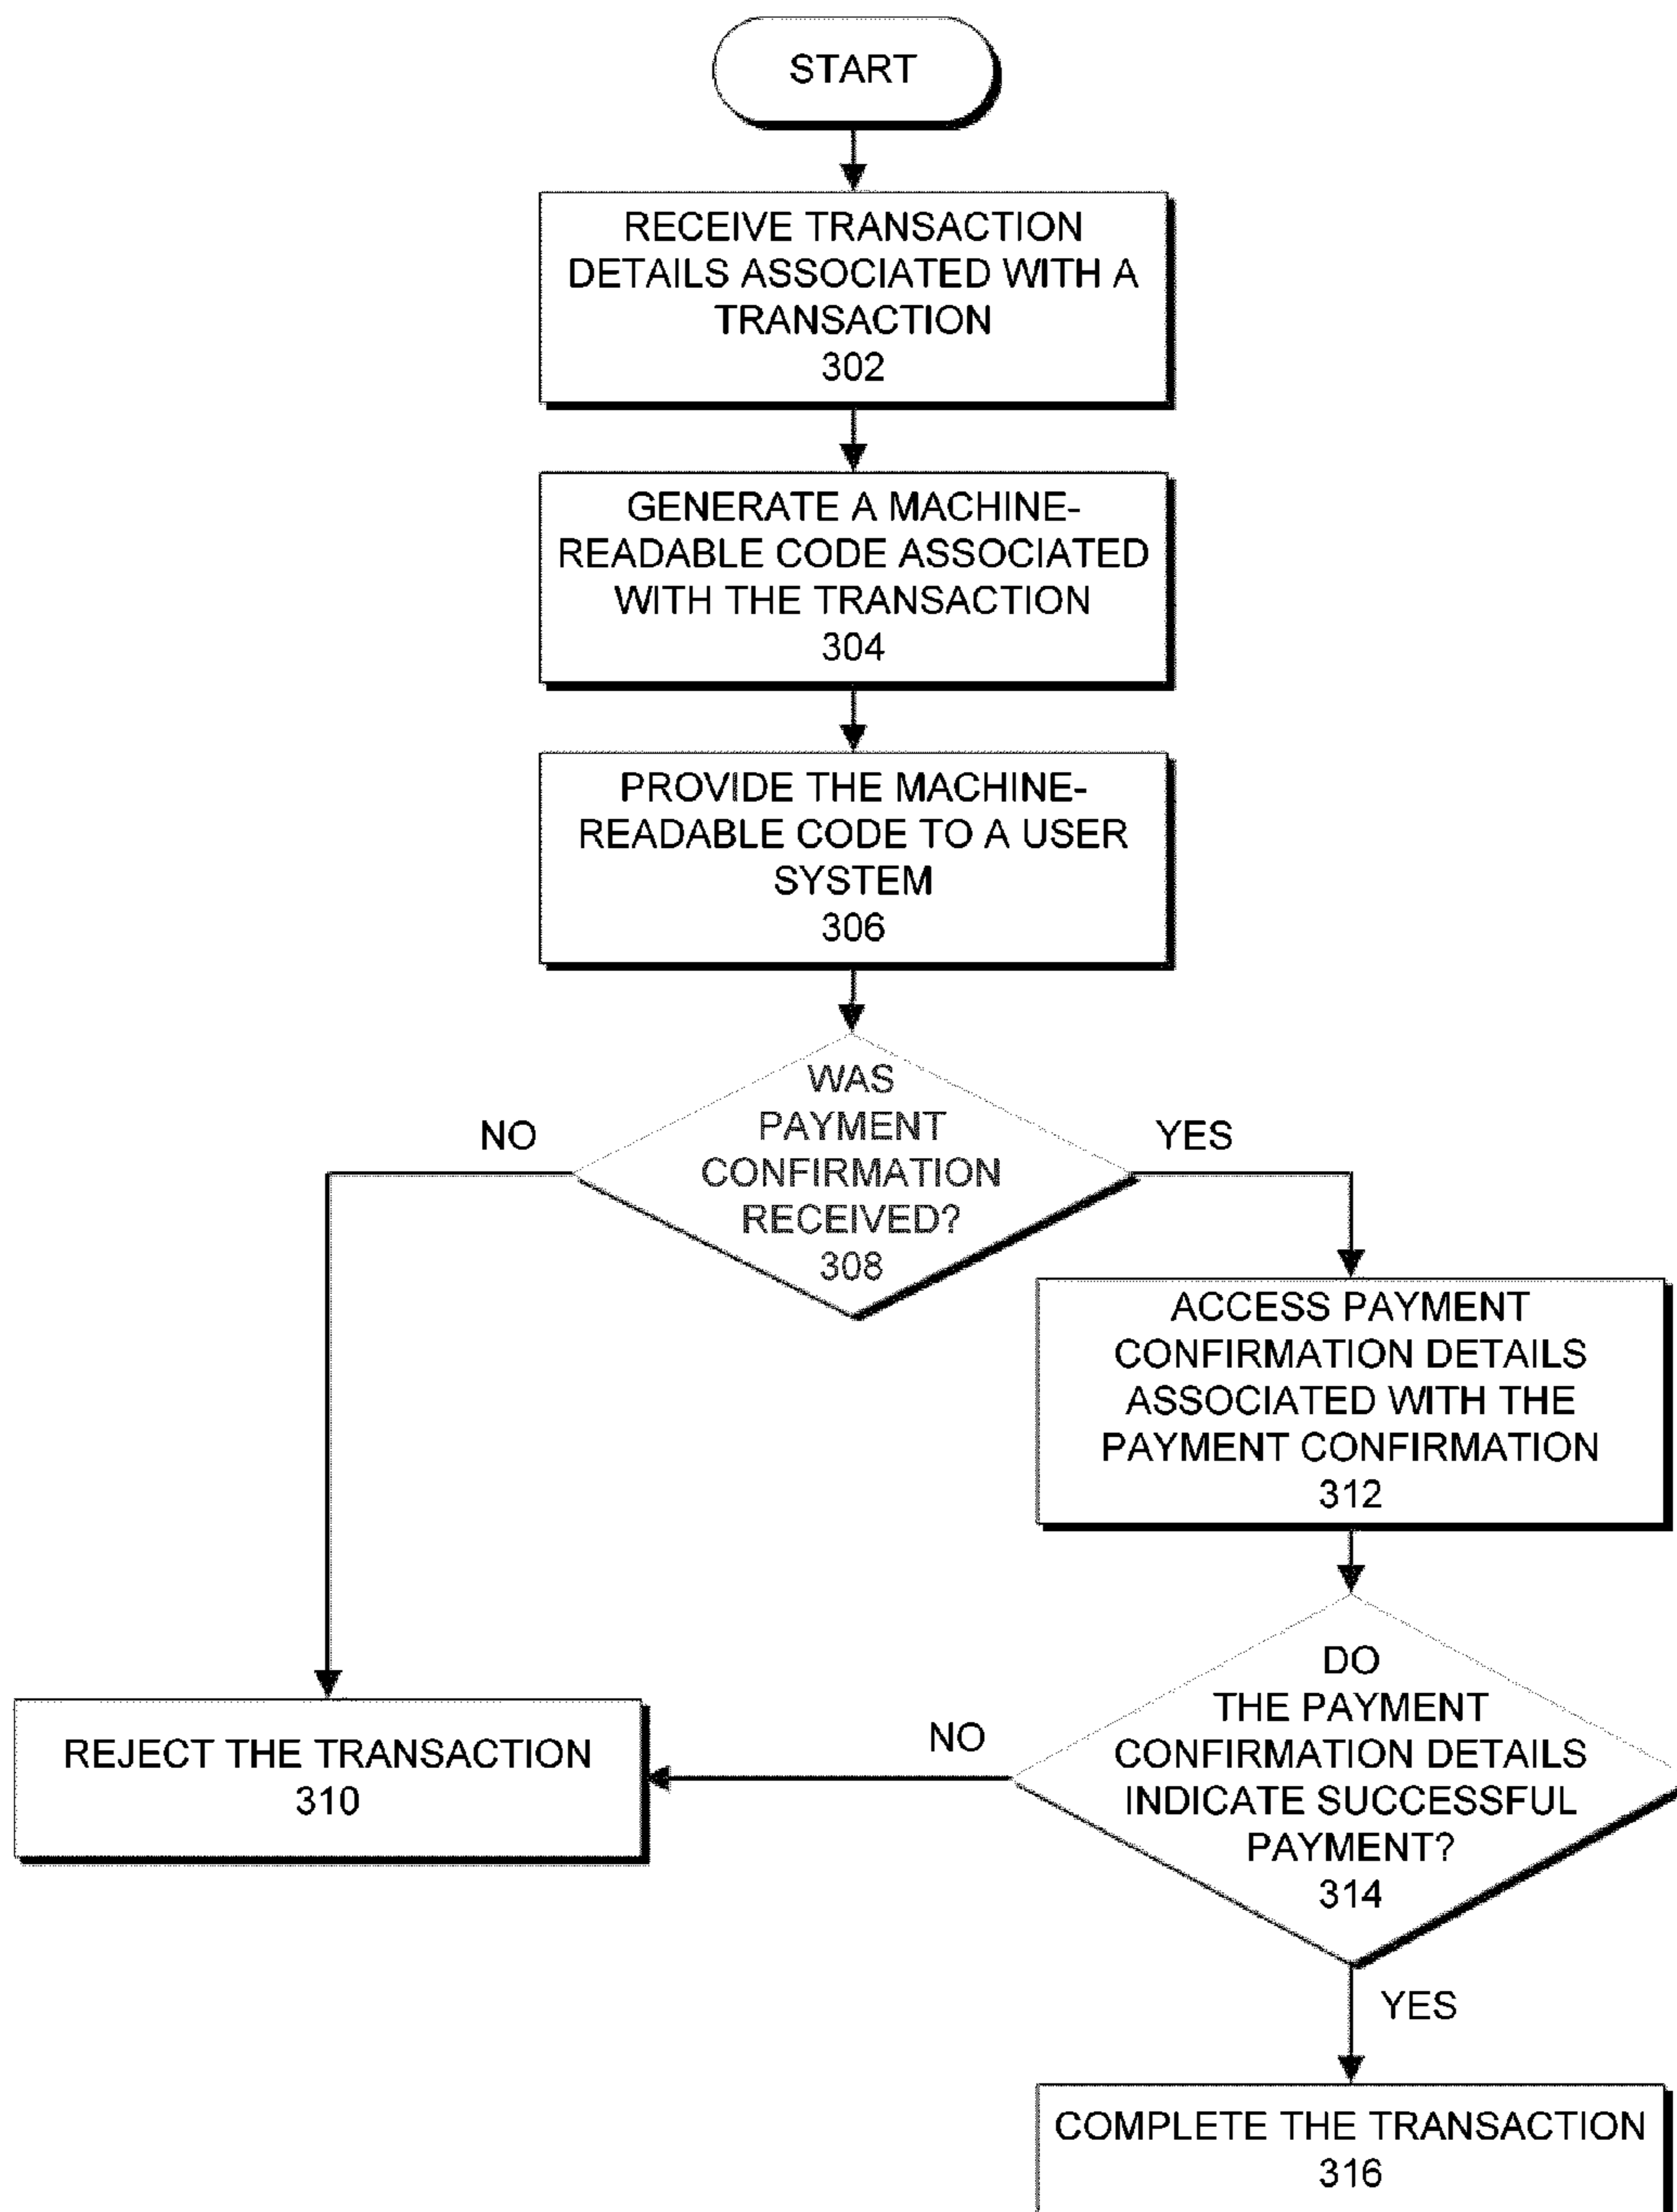 START
RECEIVE TRANSACTION
DETAILS ASSOCIATED WITH A
TRANSACTION
302
GENERATE A MACHINE-
READABLE CODE ASSOCIATED
WITH THE TRANSACTION
304
PROVIDE THE MACHINE-
READABLE CODE TO A USER
SYSTEM
306
WAS
PAYMENT
CONFIRMATION
RECEIVED?
308
NO
YES
ACCESS PAYMENT
CONFIRMATION DETAILS
ASSOCIATED WITH THE
PAYMENT CONFIRMATION
312
DO
THE PAYMENT
CONFIRMATION DETAILS
INDICATE SUCCESSFUL
PAYMENT?
314
NO
REJECT THE TRANSACTION
310
YES
COMPLETE THE TRANSACTION
316